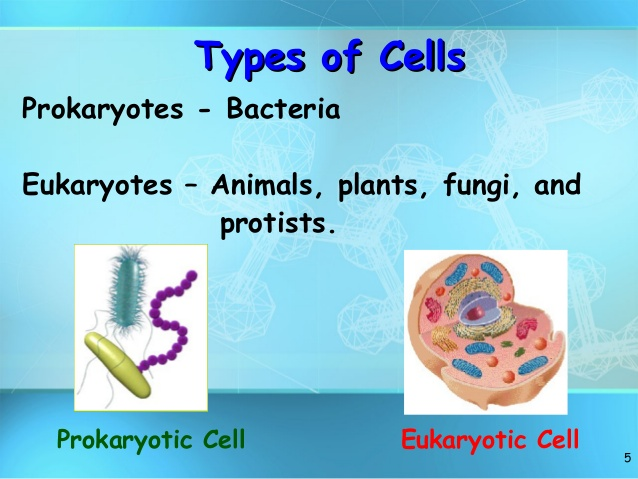 Types of Cells
Prokaryotes - Bacteria
Eukaryotes – Animals, plants, fungi, and
protists.
Prokaryotic Cell
Eukaryotic Cell
5